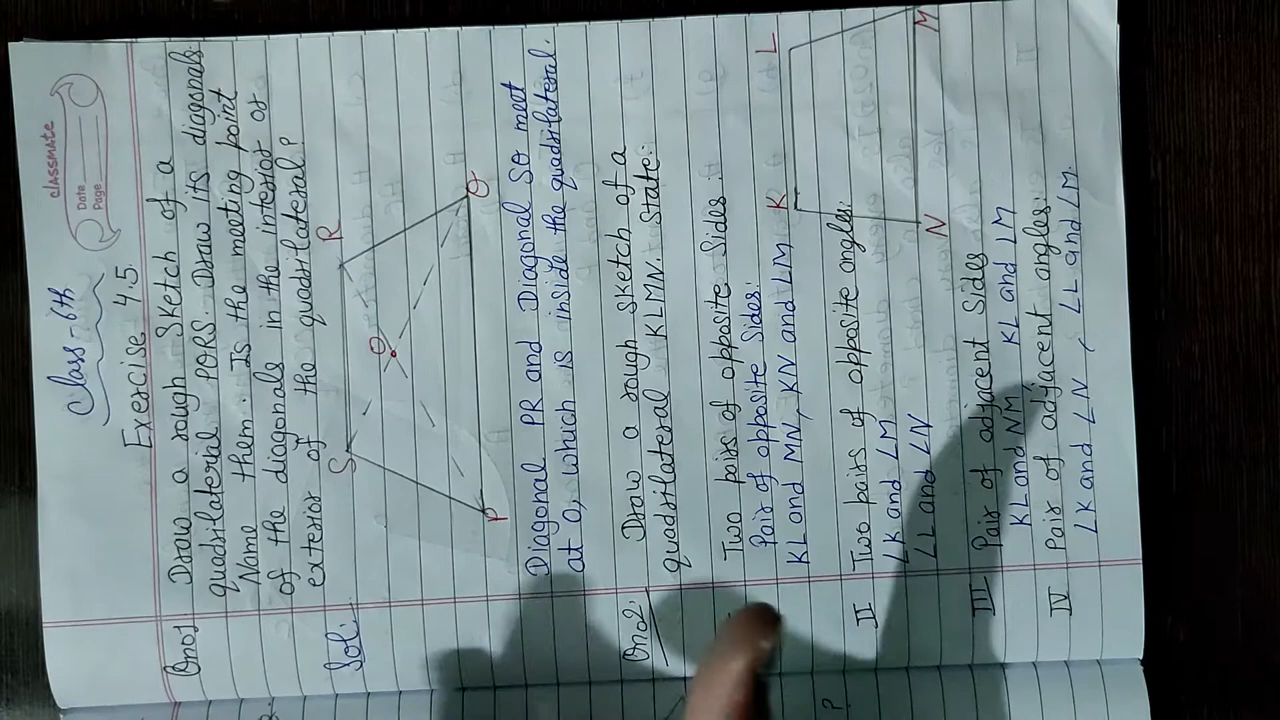 classmate
Date
Page
Class - 6th
Exercise 4.5
Qno1 Draw a rough sketch of a
quadrilaterial PQRS. Draw its diagonals.
Name them. Is the meeting point
of the diagonals in the interior or
exterior of the quadrilateral?
Sol:
S R
O
P Q
Diagonal PR and Diagonal SQ meet
at O, which is inside the quadrilateral.
Qno2. Draw a rough sketch of a
quadrilateral KLMN. State:
Two pairs of opposite sides:
Pair of opposite sides:
KL and MN, KN and LM
K L
N M
II Two pairs of opposite angles:
∠K and ∠M
∠L and ∠N
III Pair of adjacent sides
KL and NM, KL and LM
IV Pair of adjacent angles:
∠K and ∠N, ∠L and ∠M.
?